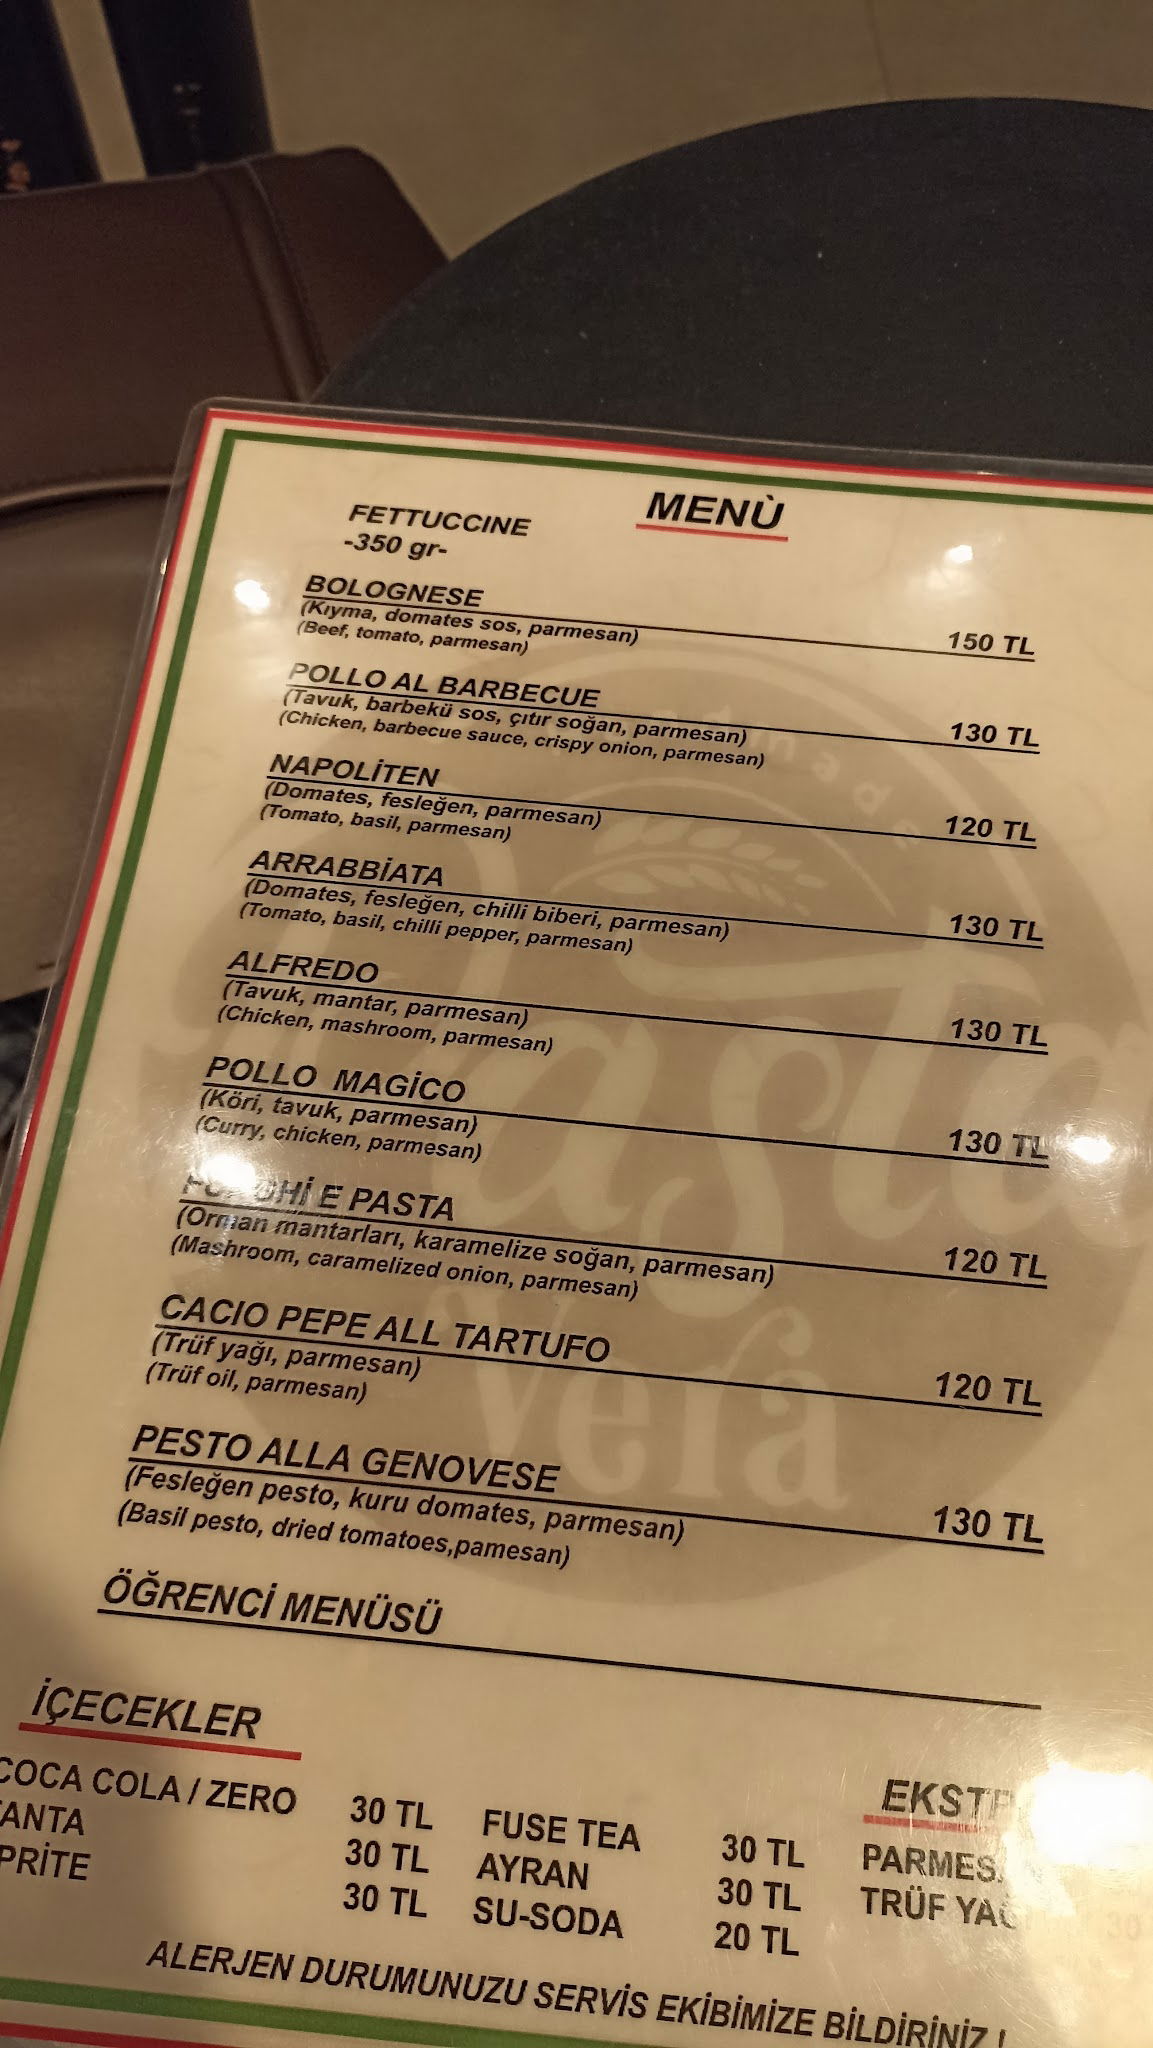 MENÙ
FETTUCCINE
-350 gr-
BOLOGNESE
(Kıyma, domates sos, parmesan) 150 TL
(Beef, tomato, parmesan)
POLLO AL BARBECUE
(Tavuk, barbekü sos, çıtır soğan, parmesan) 130 TL
(Chicken, barbecue sauce, crispy onion, parmesan)
NAPOLİTEN
(Domates, fesleğen, parmesan) 120 TL
(Tomato, basil, parmesan)
ARRABBİATA
(Domates, fesleğen, chilli biberi, parmesan) 130 TL
(Tomato, basil, chilli pepper, parmesan)
ALFREDO
(Tavuk, mantar, parmesan) 130 TL
(Chicken, mashroom, parmesan)
POLLO MAGİCO
(Köri, tavuk, parmesan) 130 TL
(Curry, chicken, parmesan)
E PASTA
(Orman mantarları, karamelize soğan, parmesan) 120 TL
(Mashroom, caramelized onion, parmesan)
CACIO PEPE ALL TARTUFO
(Trüf yağı, parmesan) 120 TL
(Trüf oil, parmesan)
PESTO ALLA GENOVESE
(Fesleğen pesto, kuru domates, parmesan) 130 TL
(Basil pesto, dried tomatoes,pamesan)
ÖĞRENCİ MENÜSÜ
Pasta
Vera
İÇECEKLER
COCA COLA / ZERO 30 TL
30 TL
30 TL
FUSE TEA 30 TL
AYRAN 30 TL
SU-SODA 20 TL
TRÜF
ALERJEN DURUMUNUZU SERVİS EKİBİMİZE BİLDİRİNİZ !